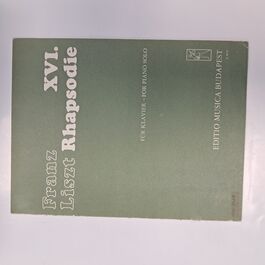 Franz
Liszt
XVI.
Rhapsodie
FÜR KLAVIER - FOR PIANO SOLO
EDITIO MUSICA BUDAPEST